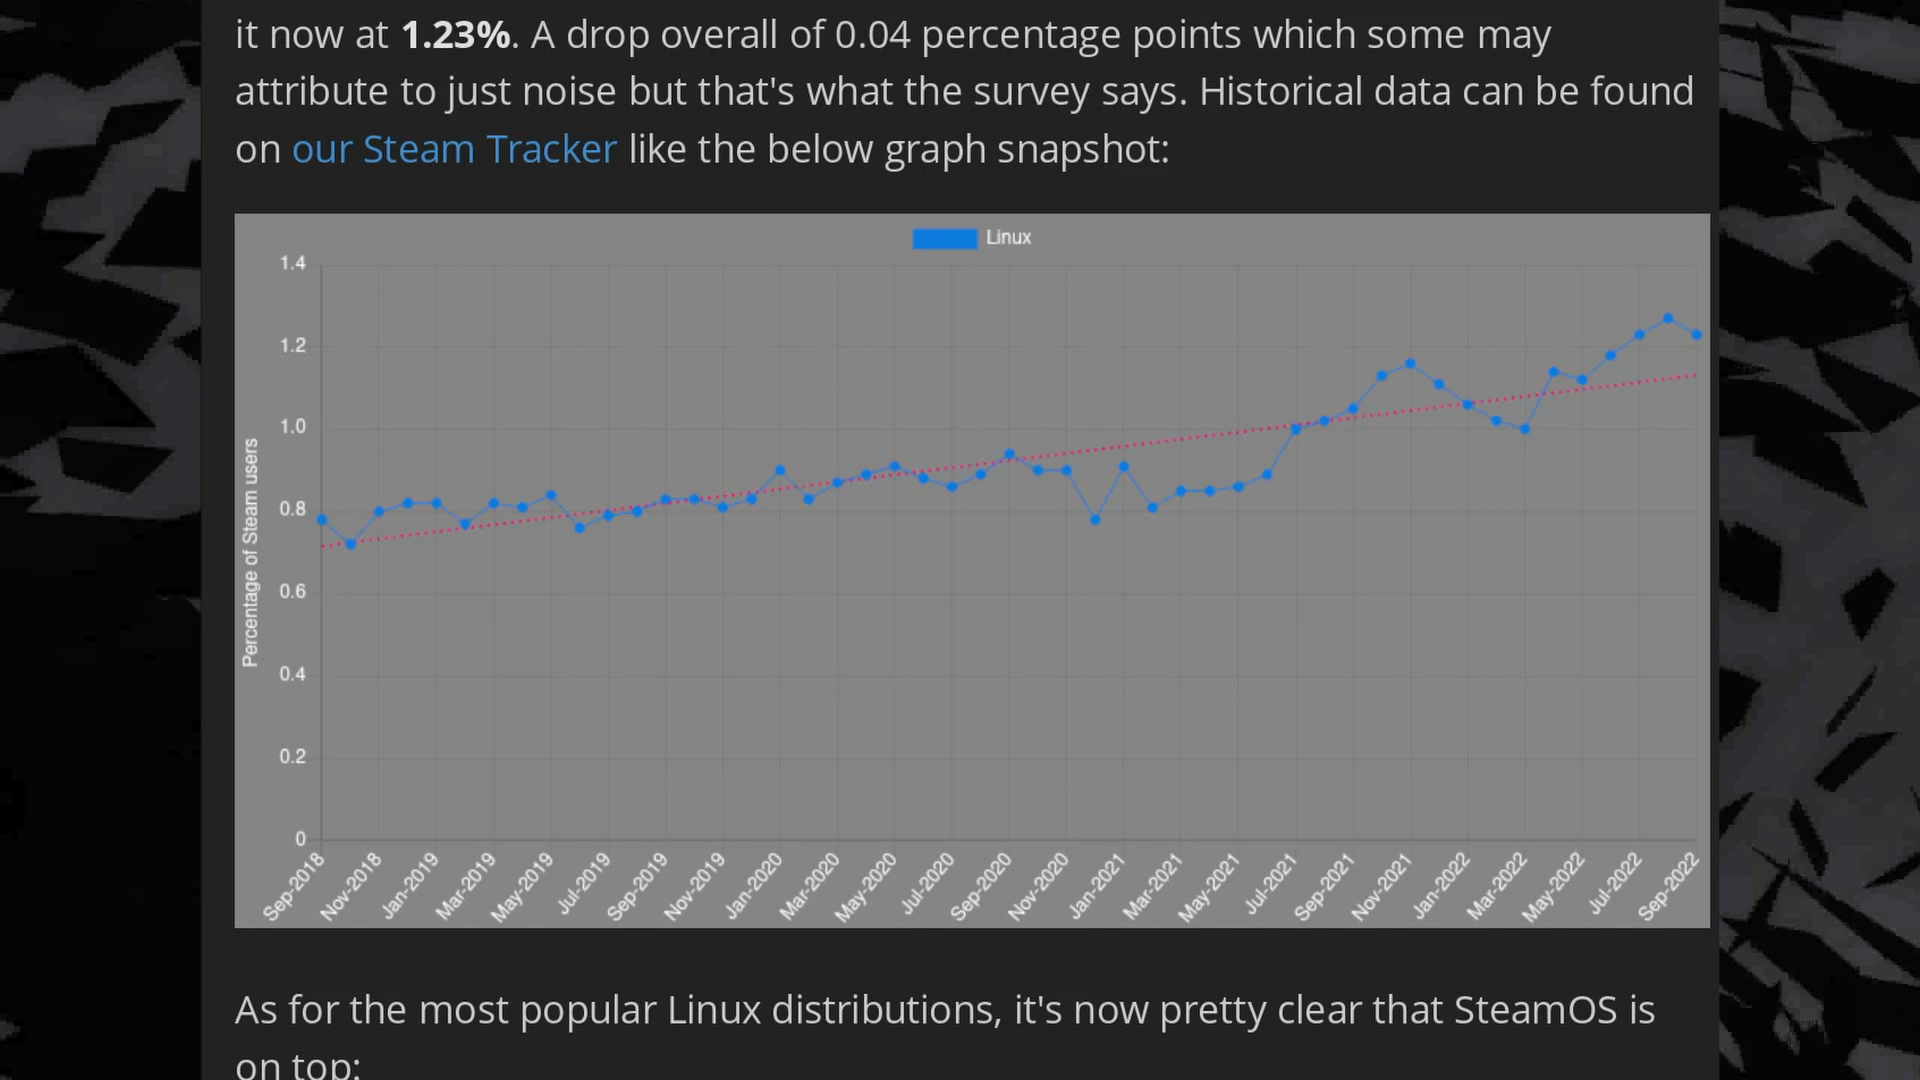 it now at 1.23%. A drop overall of 0.04 percentage points which some may
attribute to just noise but that's what the survey says. Historical data can be found
on our Steam Tracker like the below graph snapshot:
Linux
1.4
1.2
1.0
0.8
0.6
0.4
0.2
0
Percentage of Steam users
Sep-2018
Nov-2018
Jan-2019
Mar-2019
May-2019
Jul-2019
Sep-2019
Nov-2019
Jan-2020
Mar-2020
May-2020
Jul-2020
Sep-2020
Nov-2020
Jan-2021
Mar-2021
May-2021
Jul-2021
Sep-2021
Nov-2021
Jan-2022
Mar-2022
May-2022
Jul-2022
Sep-2022
As for the most popular Linux distributions, it's now pretty clear that SteamOS is
on top: